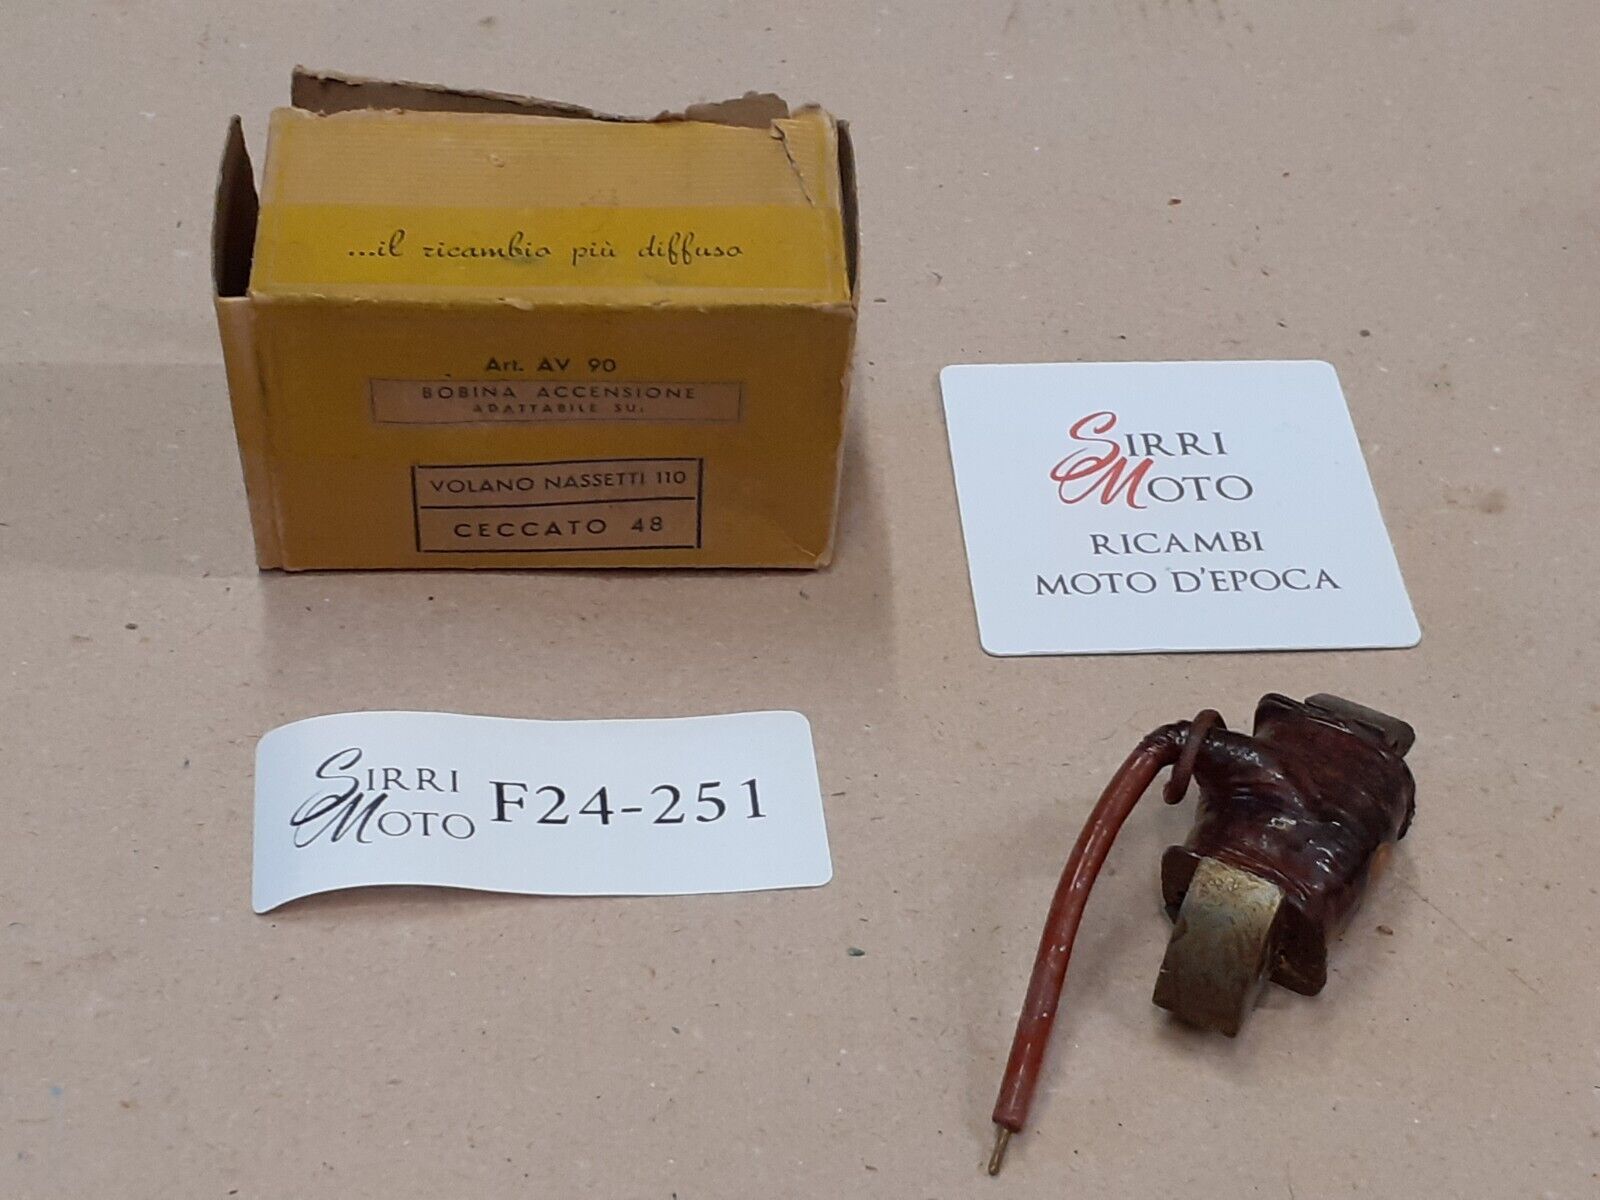 ...il ricambio più diffuso
Art. AV 90
BOBINA ACCENSIONE
ADATTABILE SU:
VOLANO NASSETTI 110
CECCATO 48
SIRRI
MOTO
RICAMBI
MOTO D'EPOCA
SIRRI
MOTO F24-251